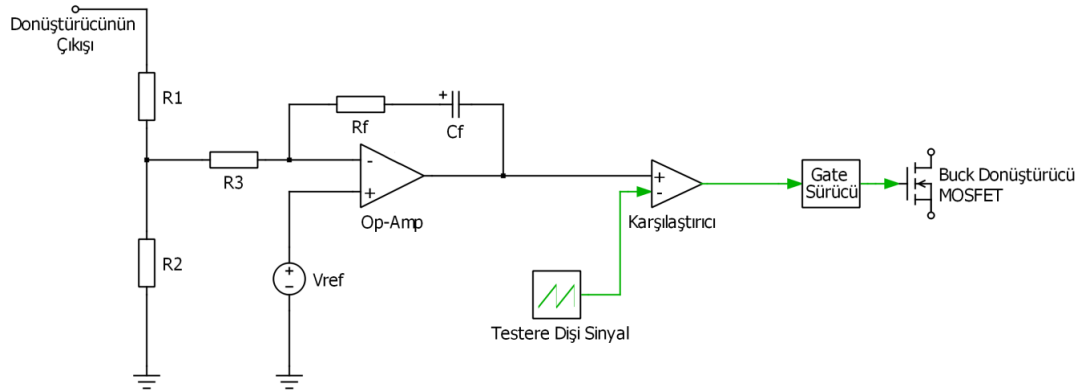 Donüştürücünün
Çıkışı
R1
Rf
Cf
R3
Op-Amp
R2
Vref
Karşılaştırıcı
Gate
Sürücü
Buck Donüştürücü
MOSFET
Testere Dişi Sinyal